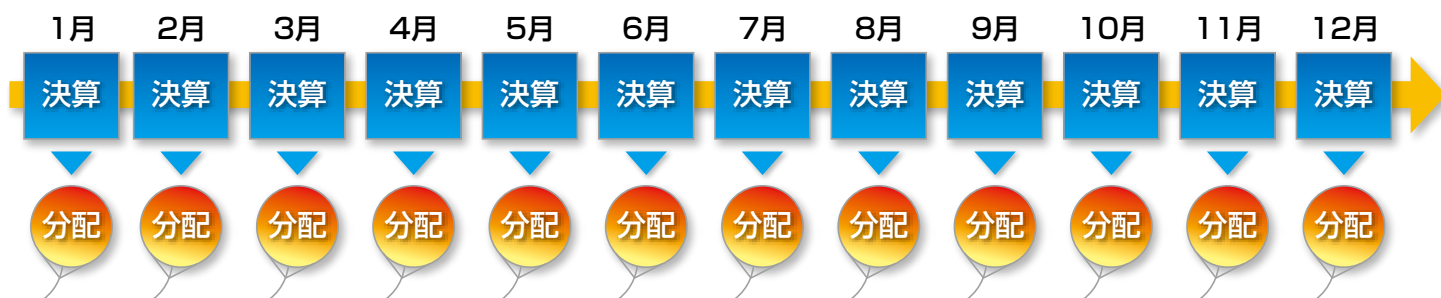 1月 2月 3月 4月 5月 6月 7月 8月 9月 10月 11月 12月
決算 決算 決算 決算 決算 決算 決算 決算 決算 決算 決算 決算
分配 分配 分配 分配 分配 分配 分配 分配 分配 分配 分配 分配